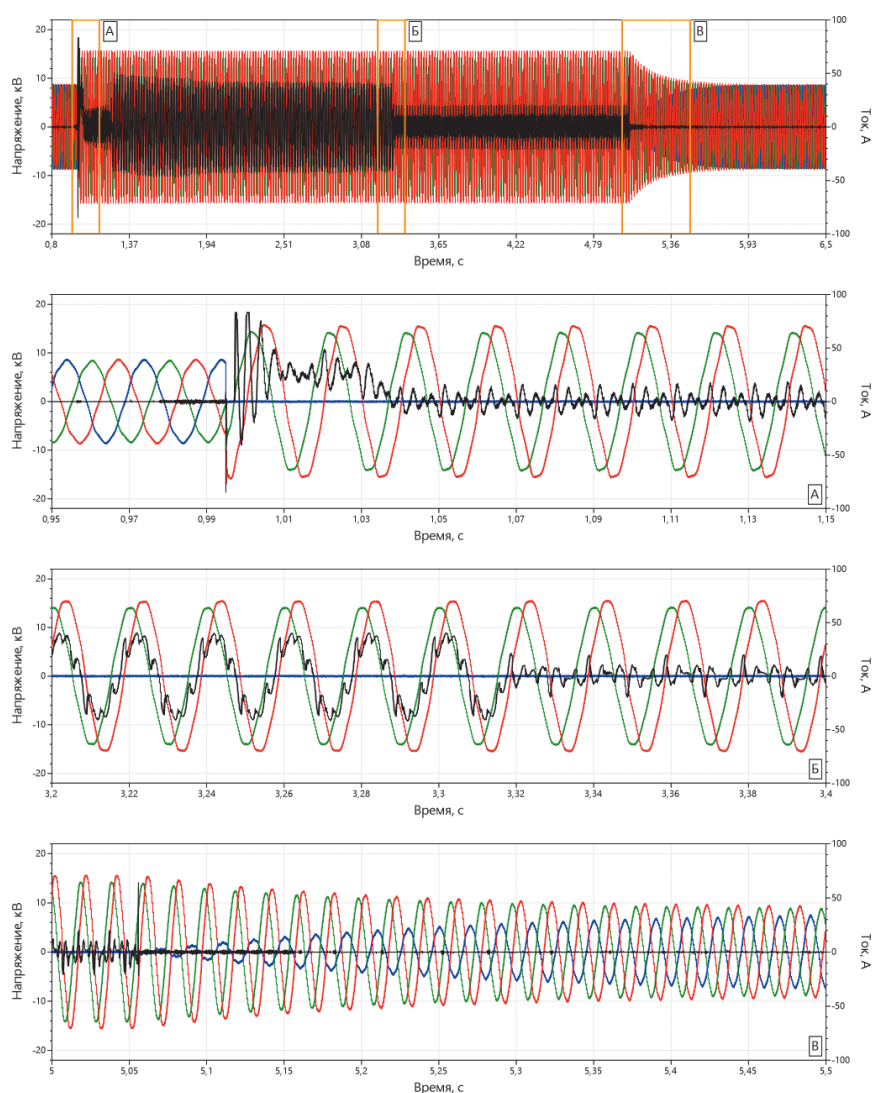 А Б В
Напряжение, кВ
20
10
0
-10
-20
100
50
0
-50
-100
Ток, А
0,8 1,37 1,94 2,51 3,08 3,65 4,22 4,79 5,36 5,93 6,5
Время, с
Напряжение, кВ
20
10
0
-10
-20
100
50
0
-50
-100
Ток, А
А
0,95 0,97 0,99 1,01 1,03 1,05 1,07 1,09 1,11 1,13 1,15
Время, с
Напряжение, кВ
20
10
0
-10
-20
100
50
0
-50
-100
Ток, А
Б
3,2 3,22 3,24 3,26 3,28 3,3 3,32 3,34 3,36 3,38 3,4
Время, с
Напряжение, кВ
20
10
0
-10
-20
100
50
0
-50
-100
Ток, А
В
5 5,05 5,1 5,15 5,2 5,25 5,3 5,35 5,4 5,45 5,5
Время, с